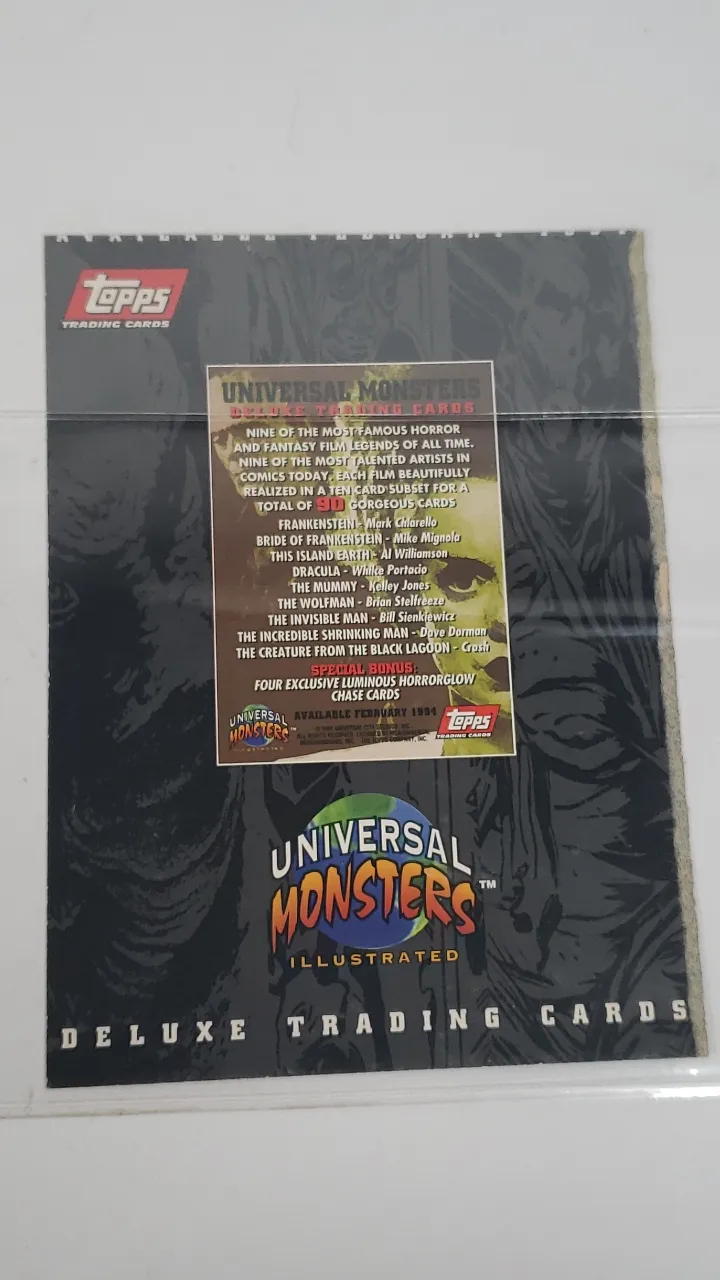 Topps
TRADING CARDS
UNIVERSAL MONSTERS
DELUXE TRADING CARDS
NINE OF THE MOST FAMOUS HORROR
AND FANTASY FILM LEGENDS OF ALL TIME.
NINE OF THE MOST TALENTED ARTISTS IN
COMICS TODAY, EACH FILM BEAUTIFULLY
REALIZED IN A TEN CARD SUBSET FOR A
TOTAL OF 90 GORGEOUS CARDS
FRANKENSTEIN - Mark Chiarello
BRIDE OF FRANKENSTEIN - Mike Mignola
THIS ISLAND EARTH - Al Williamson
DRACULA - Whilce Portacio
THE MUMMY - Kelley Jones
THE WOLFMAN - Brian Stelfreeze
THE INVISIBLE MAN - Bill Sienkiewicz
THE INCREDIBLE SHRINKING MAN - Dave Dorman
THE CREATURE FROM THE BLACK LAGOON - Crash
SPECIAL BONUS:
FOUR EXCLUSIVE LUMINOUS HORRORGLOW
CHASE CARDS
AVAILABLE FEBRUARY 1994
UNIVERSAL
MONSTERS™
ILLUSTRATED
Topps
TRADING CARDS
UNIVERSAL
MONSTERS™
ILLUSTRATED
DELUXE TRADING CARDS